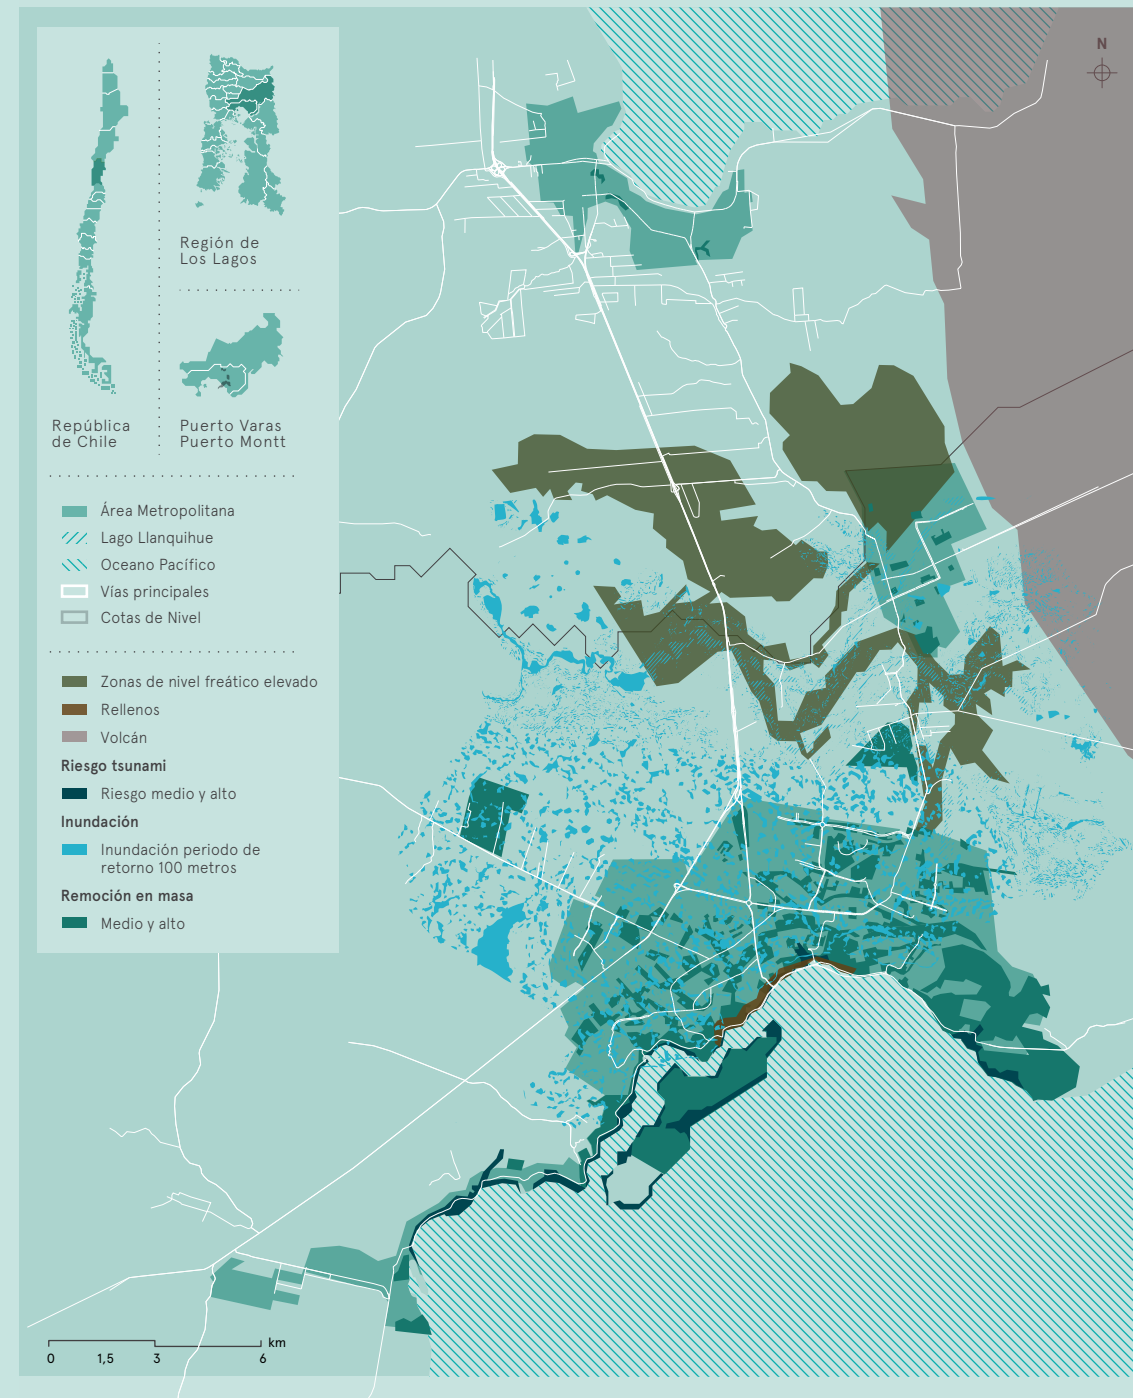 N
Región de
Los Lagos
República
de Chile
Puerto Varas
Puerto Montt
Área Metropolitana
Lago Llanquihue
Oceano Pacífico
Vías principales
Cotas de Nivel
Zonas de nivel freático elevado
Rellenos
Volcán
Riesgo tsunami
Riesgo medio y alto
Inundación
Inundación periodo de
retorno 100 metros
Remoción en masa
Medio y alto
km
0 1,5 3 6